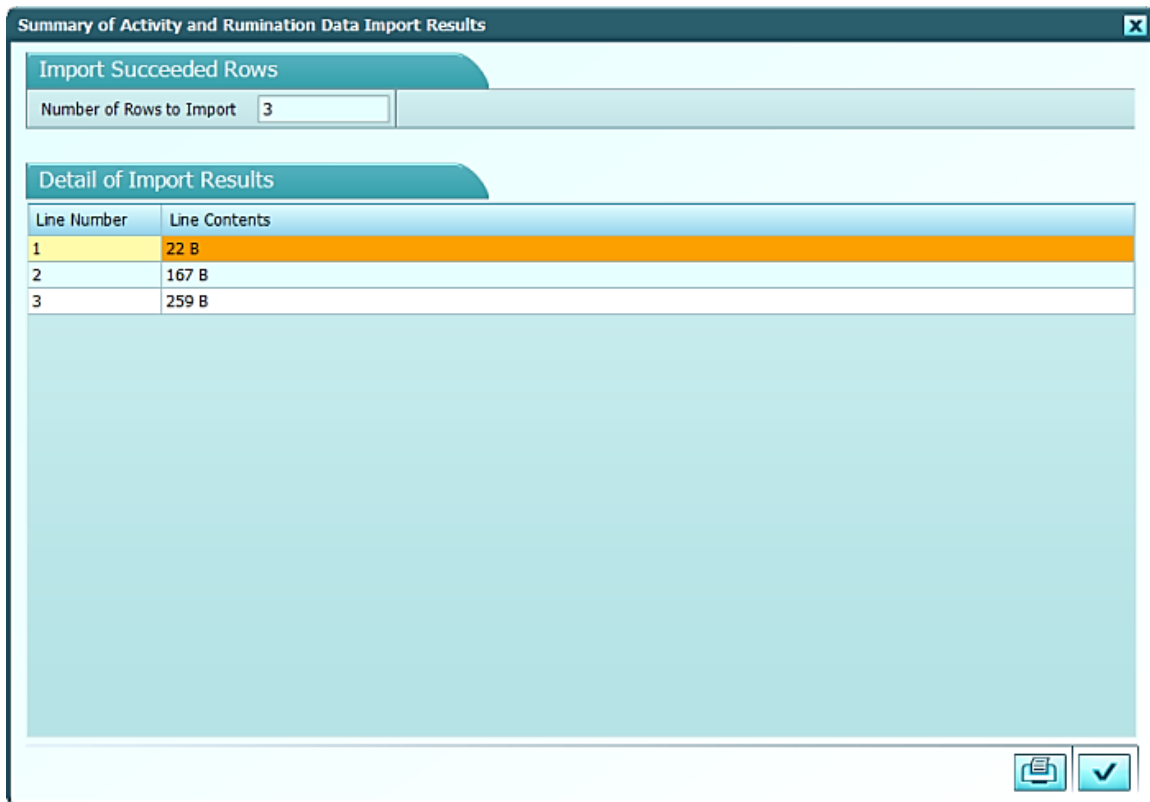 Summary of Activity and Rumination Data Import Results
Import Succeeded Rows
Number of Rows to Import 3
Detail of Import Results
Line Number Line Contents
1 22 B
2 167 B
3 259 B